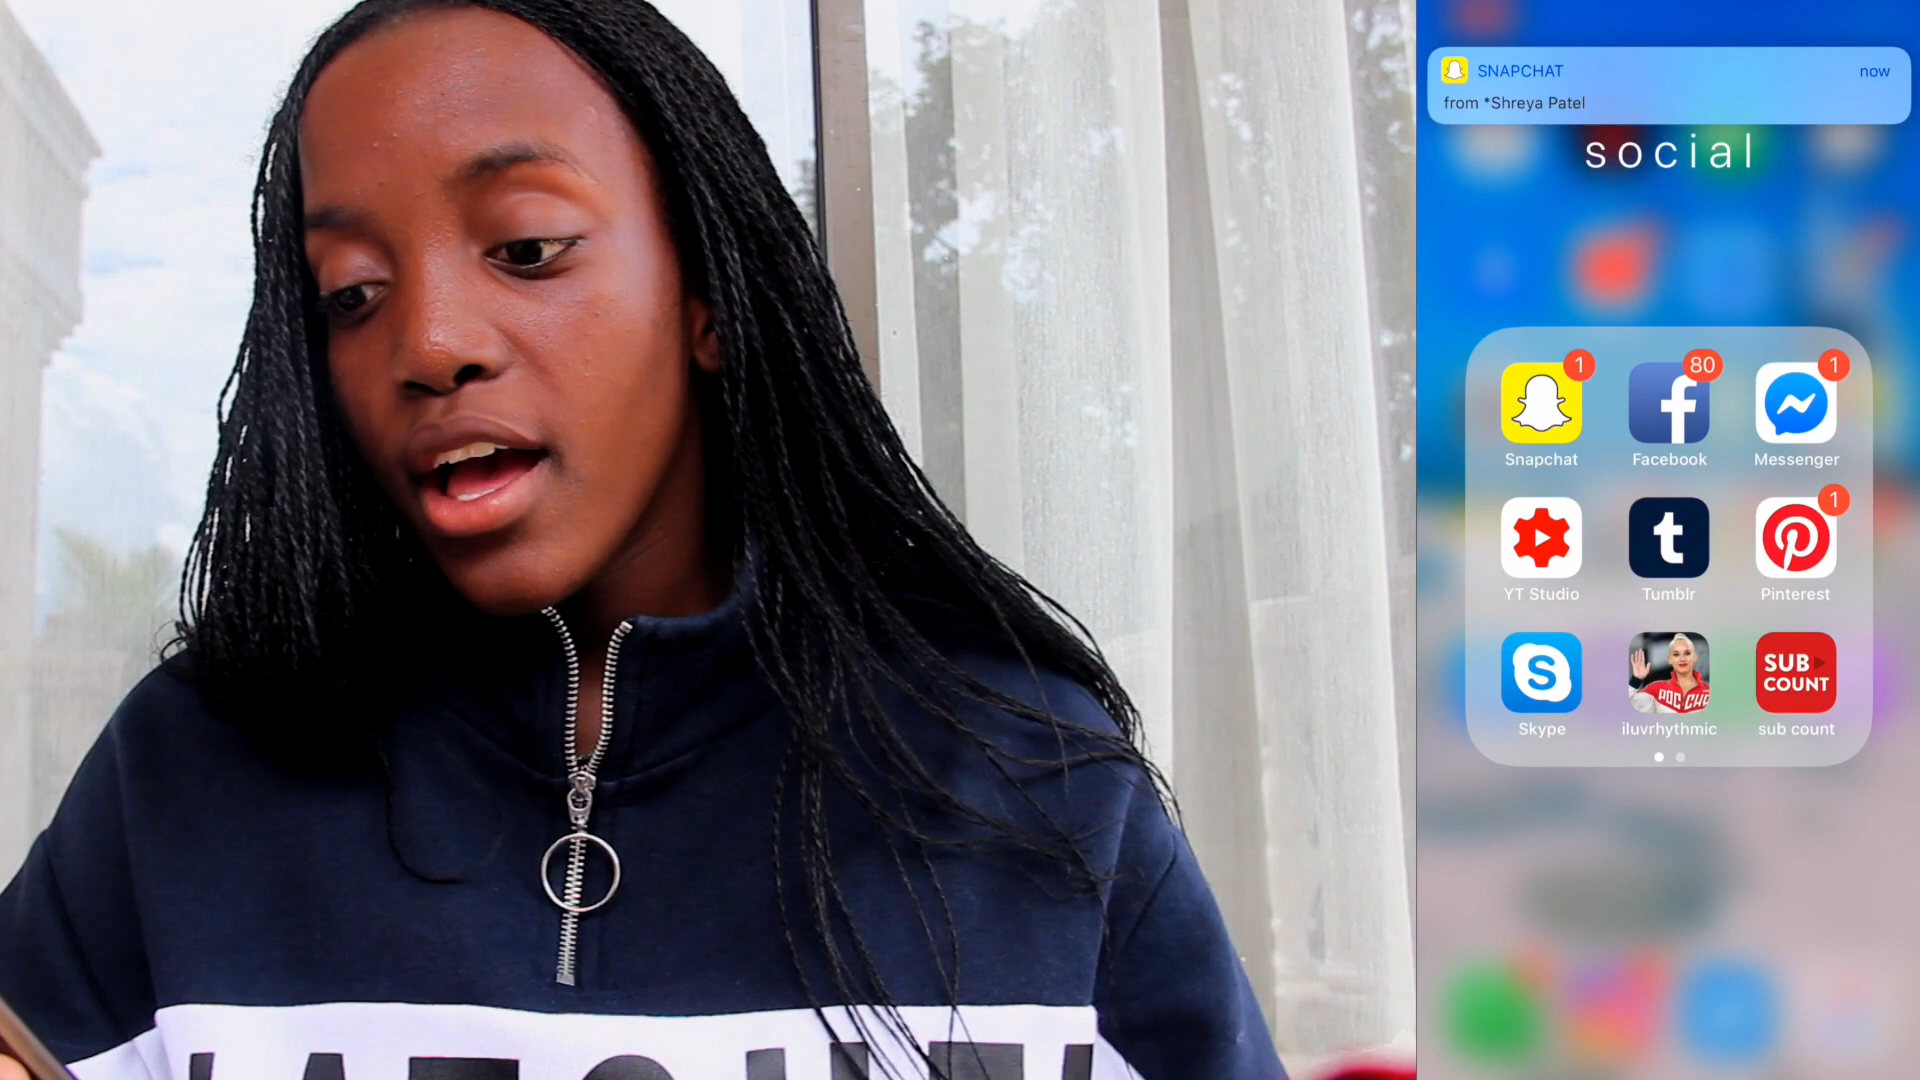 SNAPCHAT now
from *Shreya Patel
social
1 80 1
Snapchat Facebook Messenger
1
YT Studio Tumblr Pinterest
SUB
COUNT
Skype iluvrhythmic sub count